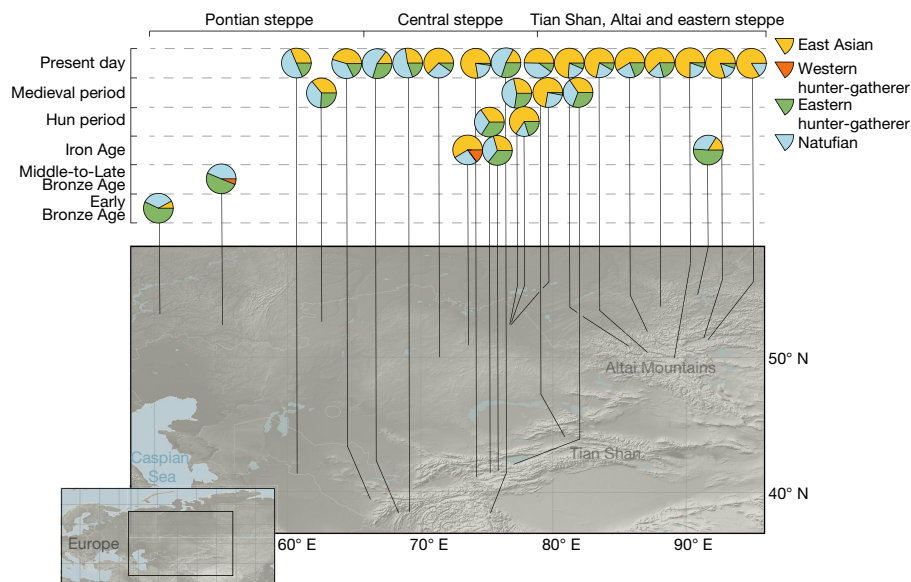 Pontian steppe
Central steppe
Tian Shan, Altai and eastern steppe
Present day
Medieval period
Hun period
Iron Age
Middle-to-Late
Bronze Age
Early
Bronze Age
East Asian
Western
hunter-gatherer
Eastern
hunter-gatherer
Natufian
50° N
Altai Mountains
Tian Shan
Caspian
Sea
40° N
Europe
60° E
70° E
80° E
90° E